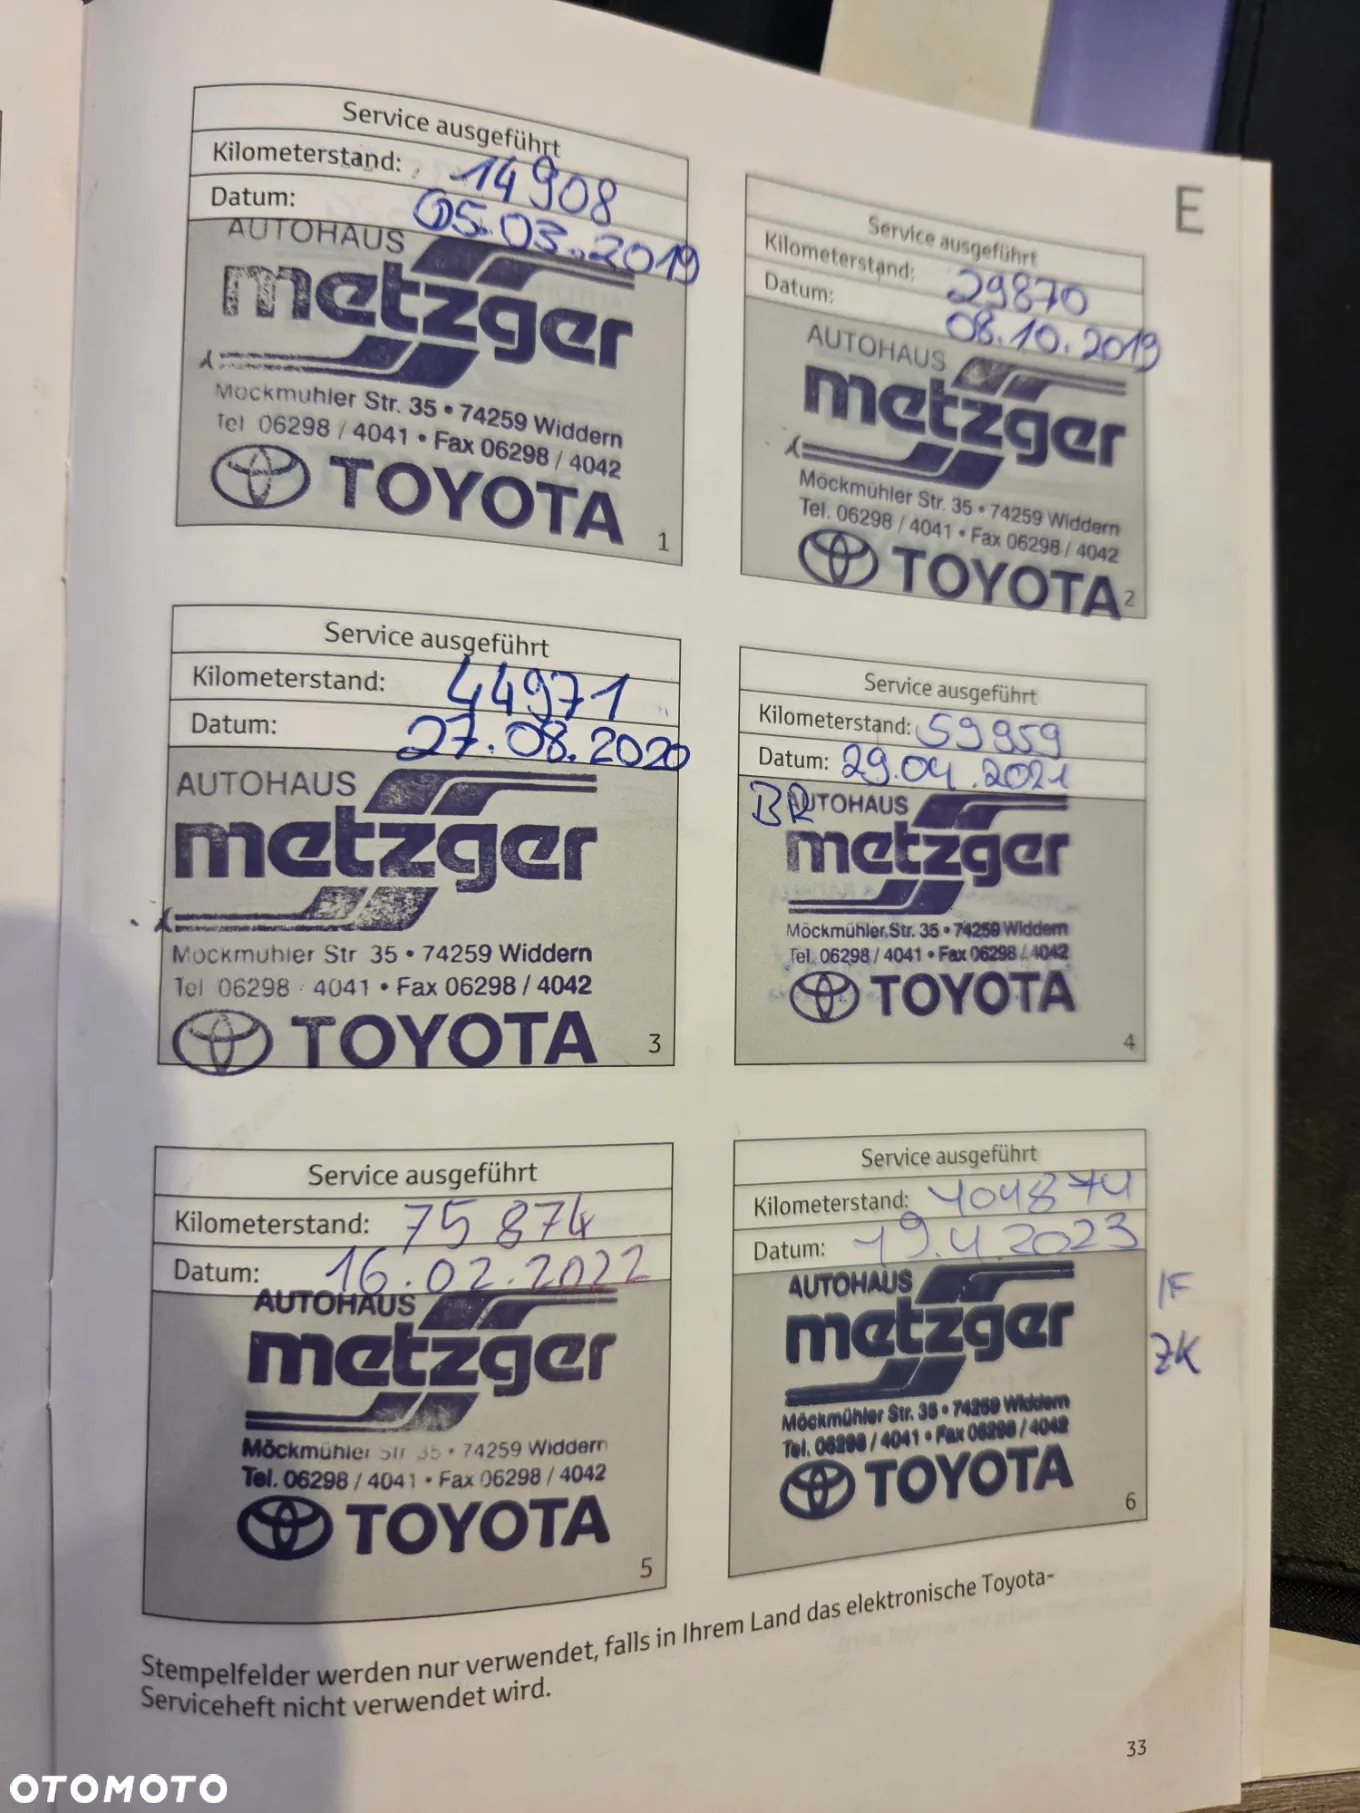 E
Service ausgeführt
Kilometerstand: 14908
Datum: 05.03.2019
AUTOHAUS
metzger
Möckmühler Str. 35 • 74259 Widdern
Tel 06298 / 4041 • Fax 06298 / 4042
TOYOTA
1
Service ausgeführt
Kilometerstand: 29870
Datum: 08.10.2019
AUTOHAUS
metzger
Möckmühler Str. 35 • 74259 Widdern
Tel. 06298 / 4041 • Fax 06298 / 4042
TOYOTA
2
Service ausgeführt
Kilometerstand: 44971
Datum: 27.08.2020
AUTOHAUS
metzger
Möckmühler Str 35 • 74259 Widdern
Tel 06298 4041 • Fax 06298 / 4042
TOYOTA
3
Service ausgeführt
Kilometerstand: 59959
Datum: 29.04.2021
BR AUTOHAUS
metzger
Möckmühler Str. 35 • 74259 Widdern
Tel. 06298 / 4041 • Fax 06298 / 4042
TOYOTA
4
Service ausgeführt
Kilometerstand: 75 874
Datum: 16.02.2022
AUTOHAUS
metzger
Möckmühler Str 35 • 74259 Widdern
Tel. 06298 / 4041 • Fax 06298 / 4042
TOYOTA
5
Service ausgeführt
Kilometerstand: 104874
Datum: 19.4.2023
AUTOHAUS
metzger
Möckmühler Str. 35 • 74259 Widdern
Tel. 06298 / 4041 • Fax 06298 / 4042
TOYOTA
6
ZK
Stempelfelder werden nur verwendet, falls in Ihrem Land das elektronische Toyota-
Serviceheft nicht verwendet wird.
33
OTOMOTO